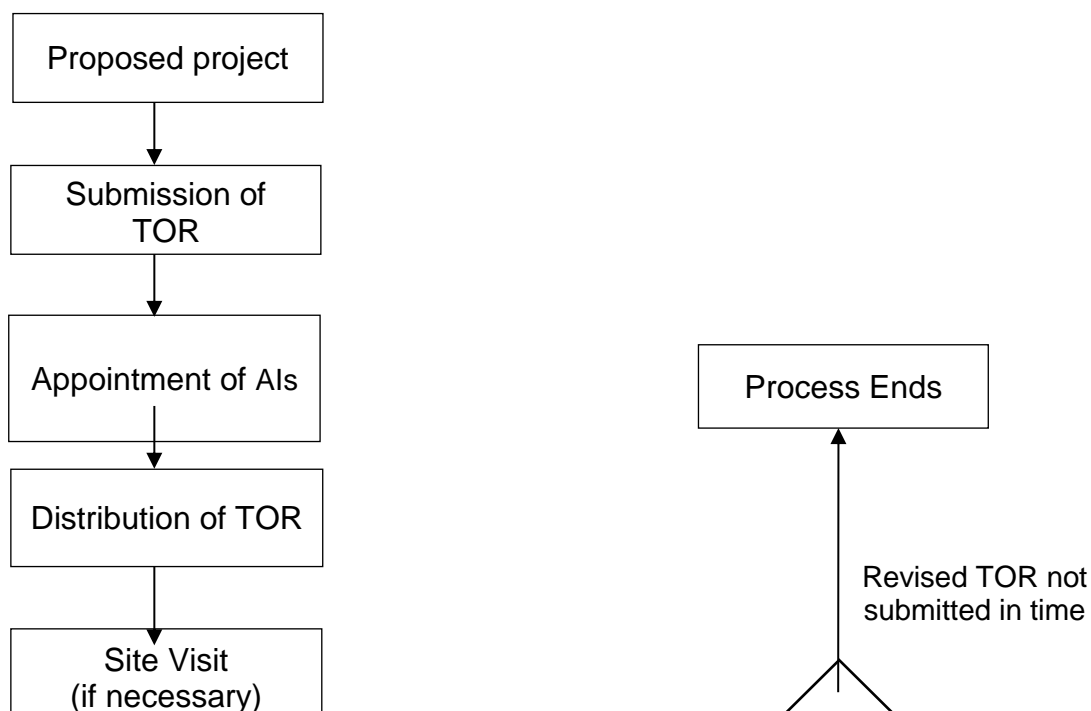 Proposed project
Submission of
TOR
Appointment of AIs
Process Ends
Distribution of TOR
Revised TOR not
submitted in time
Site Visit
(if necessary)